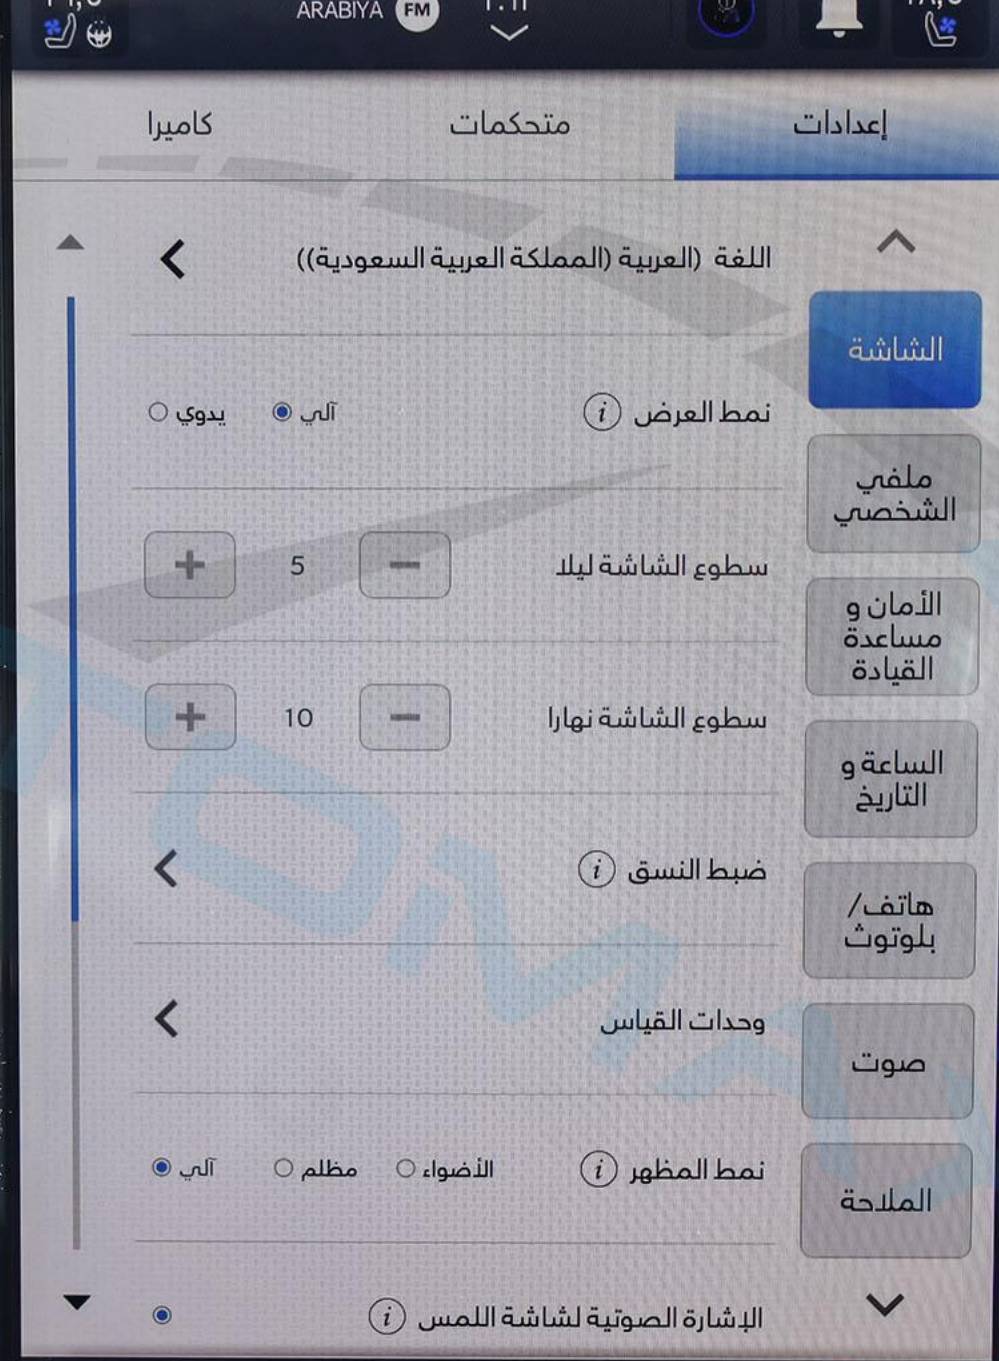 ARABIYA FM
إعدادات
متحكمات
كاميرا
اللغة (العربية (المملكة العربية السعودية))
الشاشة
نمط العرض i آلي يدوي
ملفي
الشخصي
سطوع الشاشة ليلا − 5 +
الأمان و
مساعدة
القيادة
سطوع الشاشة نهارا − 10 +
الساعة و
التاريخ
ضبط النسق i
هاتف/
بلوتوث
وحدات القياس
صوت
نمط المظهر i الأضواء مظلم آلي
الملاحة
الإشارة الصوتية لشاشة اللمس i